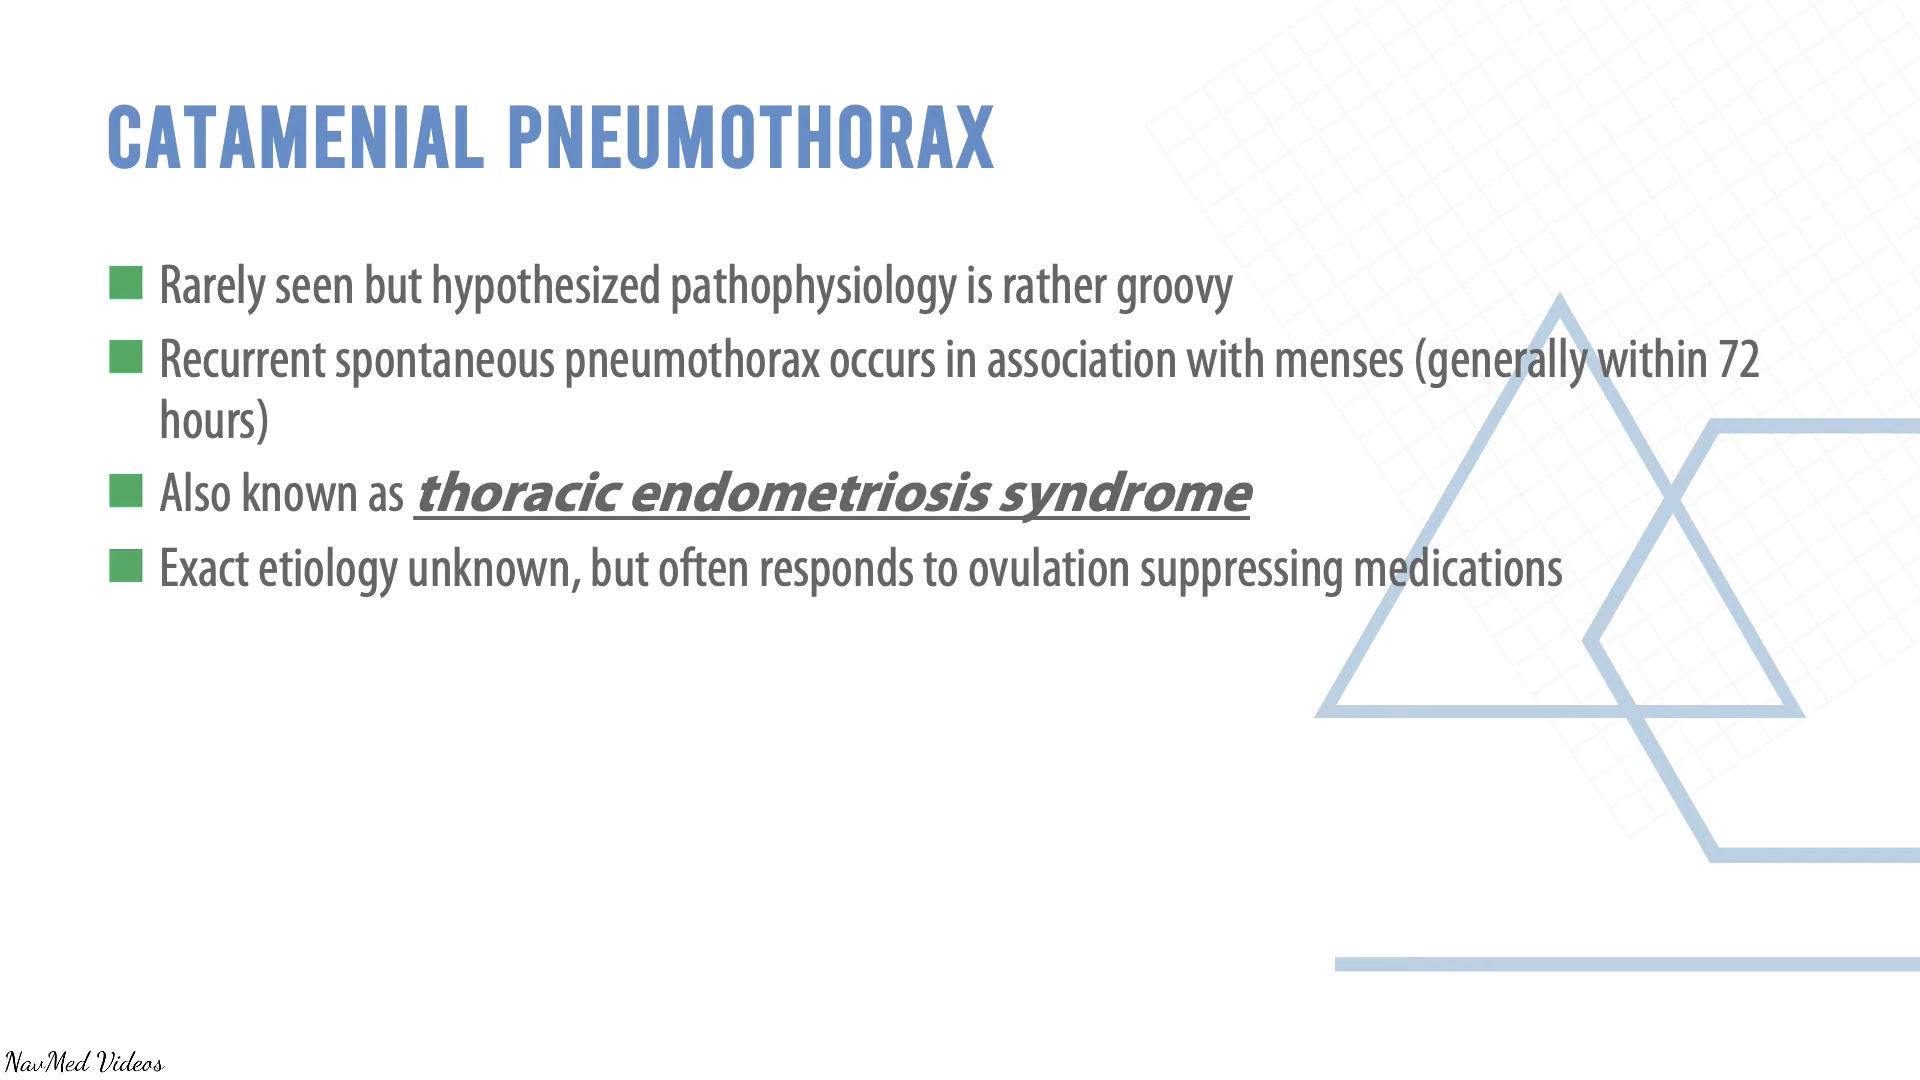 CATAMENIAL PNEUMOTHORAX
Rarely seen but hypothesized pathophysiology is rather groovy
Recurrent spontaneous pneumothorax occurs in association with menses (generally within 72
hours)
Also known as thoracic endometriosis syndrome
Exact etiology unknown, but often responds to ovulation suppressing medications
NavMed Videos